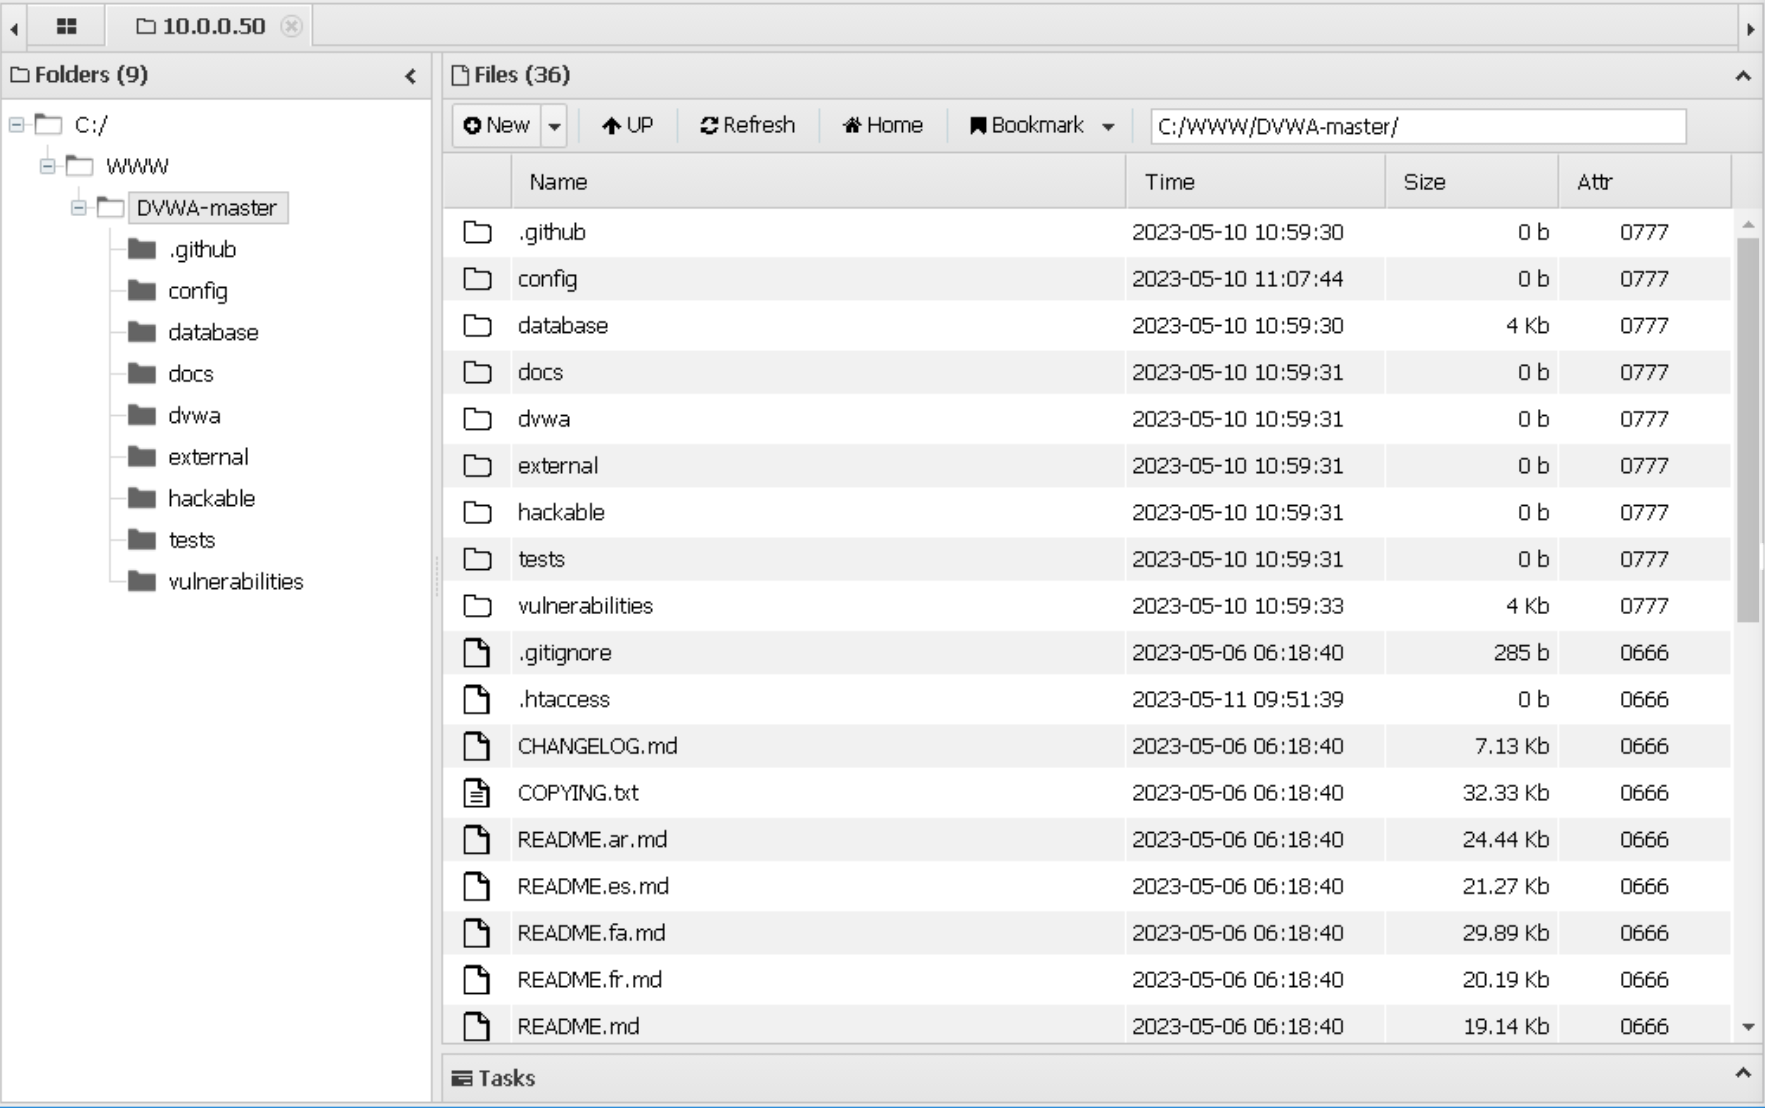 10.0.0.50
Folders (9)
Files (36)
C:/
WWW
DVWA-master
.github
config
database
docs
dvwa
external
hackable
tests
vulnerabilities
New UP Refresh Home Bookmark C:/WWW/DVWA-master/
Name Time Size Attr
.github 2023-05-10 10:59:30 0 b 0777
config 2023-05-10 11:07:44 0 b 0777
database 2023-05-10 10:59:30 4 Kb 0777
docs 2023-05-10 10:59:31 0 b 0777
dvwa 2023-05-10 10:59:31 0 b 0777
external 2023-05-10 10:59:31 0 b 0777
hackable 2023-05-10 10:59:31 0 b 0777
tests 2023-05-10 10:59:31 0 b 0777
vulnerabilities 2023-05-10 10:59:33 4 Kb 0777
.gitignore 2023-05-06 06:18:40 285 b 0666
.htaccess 2023-05-11 09:51:39 0 b 0666
CHANGELOG.md 2023-05-06 06:18:40 7.13 Kb 0666
COPYING.txt 2023-05-06 06:18:40 32.33 Kb 0666
README.ar.md 2023-05-06 06:18:40 24.44 Kb 0666
README.es.md 2023-05-06 06:18:40 21.27 Kb 0666
README.fa.md 2023-05-06 06:18:40 29.89 Kb 0666
README.fr.md 2023-05-06 06:18:40 20.19 Kb 0666
README.md 2023-05-06 06:18:40 19.14 Kb 0666
Tasks